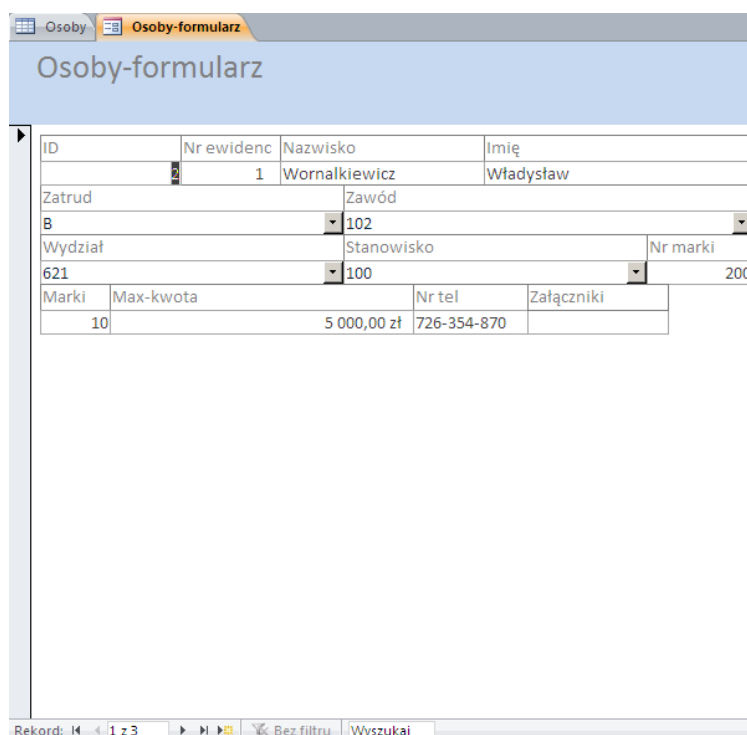 Osoby Osoby-formularz
Osoby-formularz
ID Nr ewidenc Nazwisko Imię
2 1 Wornalkiewicz Władysław
Zatrud Zawód
B 102
Wydział Stanowisko Nr marki
621 100 200
Marki Max-kwota Nr tel Załączniki
10 5 000,00 zł 726-354-870
Rekord: 1 z 3 Bez filtru Wyszukaj